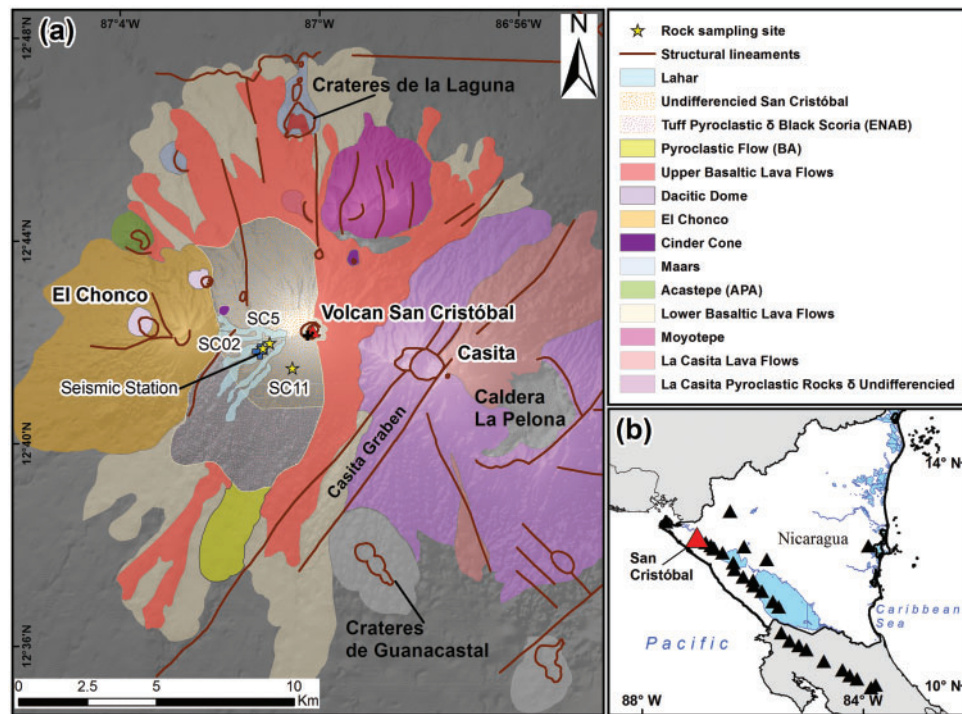 87°4'W
87°W
86°56'W
12°48'N
12°44'N
12°40'N
12°36'N
(a)
N
Crateres de la Laguna
El Chonco
SC5
SC02
SC11
Seismic Station
Volcan San Cristóbal
Casita
Caldera
La Pelona
Casita Graben
Crateres
de Guanacastal
0 2.5 5 10
Km
Rock sampling site
Structural lineaments
Lahar
Undifferencied San Cristóbal
Tuff Pyroclastic δ Black Scoria (ENAB)
Pyroclastic Flow (BA)
Upper Basaltic Lava Flows
Dacitic Dome
El Chonco
Cinder Cone
Maars
Acastepe (APA)
Lower Basaltic Lava Flows
Moyotepe
La Casita Lava Flows
La Casita Pyroclastic Rocks δ Undifferencied
(b)
14° N
Nicaragua
San
Cristóbal
Caribbean
Sea
Pacific
10° N
88° W
84° W